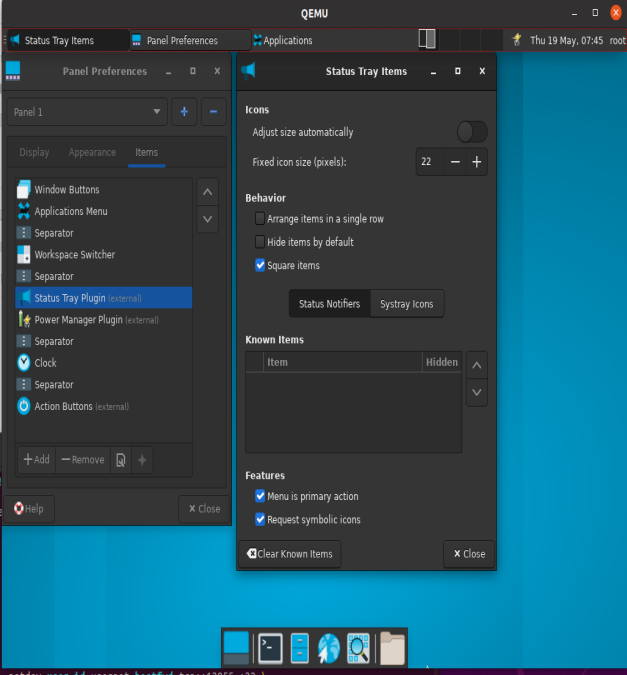 QEMU
Status Tray Items
Panel Preferences
Applications
Thu 19 May, 07:45 root
Panel Preferences
Panel 1
Display Appearance Items
Window Buttons
Applications Menu
Separator
Workspace Switcher
Separator
Status Tray Plugin (external)
Power Manager Plugin (external)
Separator
Clock
Separator
Action Buttons (external)
Add Remove
Help Close
Status Tray Items
Icons
Adjust size automatically
Fixed icon size (pixels): 22
Behavior
Arrange items in a single row
Hide items by default
Square items
Status Notifiers Systray Icons
Known Items
Item Hidden
Features
Menu is primary action
Request symbolic icons
Clear Known Items Close